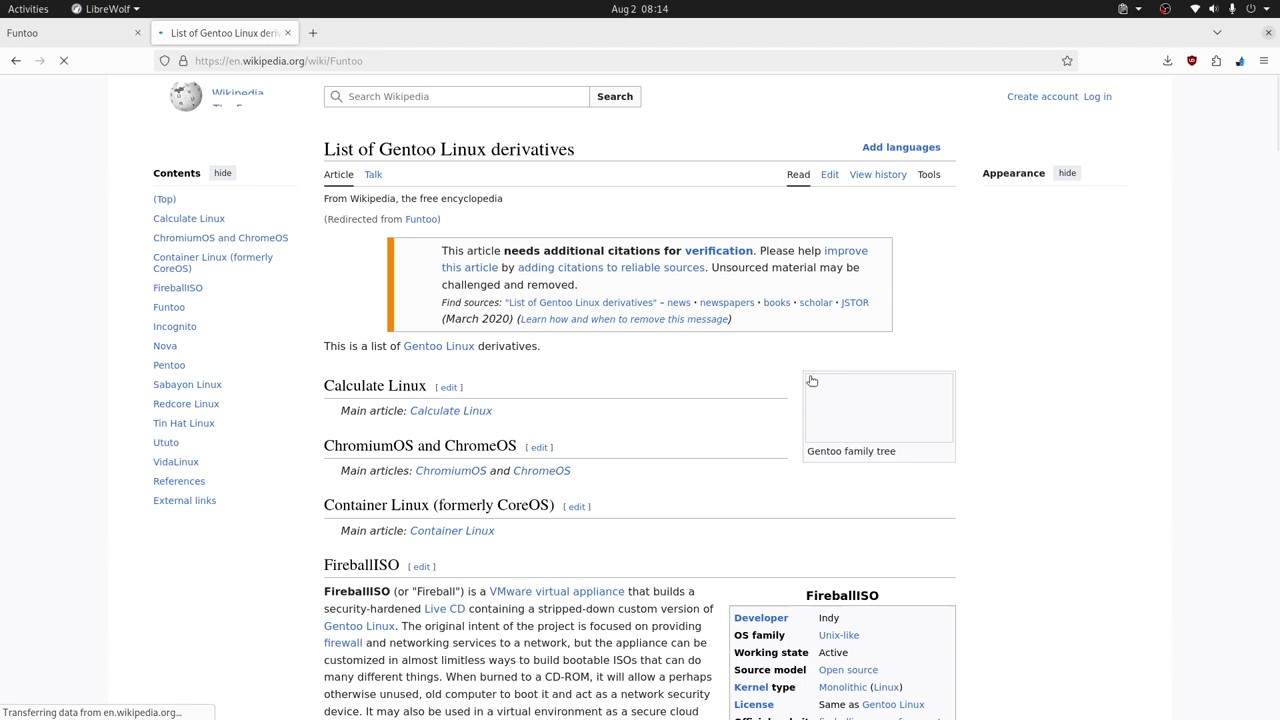 Activities LibreWolf Aug 2 08:14
Funtoo List of Gentoo Linux deriv
https://en.wikipedia.org/wiki/Funtoo
Wikipedia
Search Wikipedia Search Create account Log in
List of Gentoo Linux derivatives Add languages
Contents hide Article Talk Read Edit View history Tools Appearance hide
(Top)
Calculate Linux
ChromiumOS and ChromeOS
Container Linux (formerly
CoreOS)
FireballISO
Funtoo
Incognito
Nova
Pentoo
Sabayon Linux
Redcore Linux
Tin Hat Linux
Ututo
VidaLinux
References
External links
From Wikipedia, the free encyclopedia
(Redirected from Funtoo)
This article needs additional citations for verification. Please help improve
this article by adding citations to reliable sources. Unsourced material may be
challenged and removed.
Find sources: "List of Gentoo Linux derivatives" – news · newspapers · books · scholar · JSTOR
(March 2020) (Learn how and when to remove this message)
This is a list of Gentoo Linux derivatives.
Calculate Linux [ edit ]
Main article: Calculate Linux
Gentoo family tree
ChromiumOS and ChromeOS [ edit ]
Main articles: ChromiumOS and ChromeOS
Container Linux (formerly CoreOS) [ edit ]
Main article: Container Linux
FireballISO [ edit ]
FireballISO (or "Fireball") is a VMware virtual appliance that builds a
security-hardened Live CD containing a stripped-down custom version of
Gentoo Linux. The original intent of the project is focused on providing
firewall and networking services to a network, but the appliance can be
customized in almost limitless ways to build bootable ISOs that can do
many different things. When burned to a CD-ROM, it will allow a perhaps
otherwise unused, old computer to boot it and act as a network security
device. It may also be used in a virtual environment as a secure cloud
FireballISO
Developer Indy
OS family Unix-like
Working state Active
Source model Open source
Kernel type Monolithic (Linux)
License Same as Gentoo Linux
Transferring data from en.wikipedia.org...